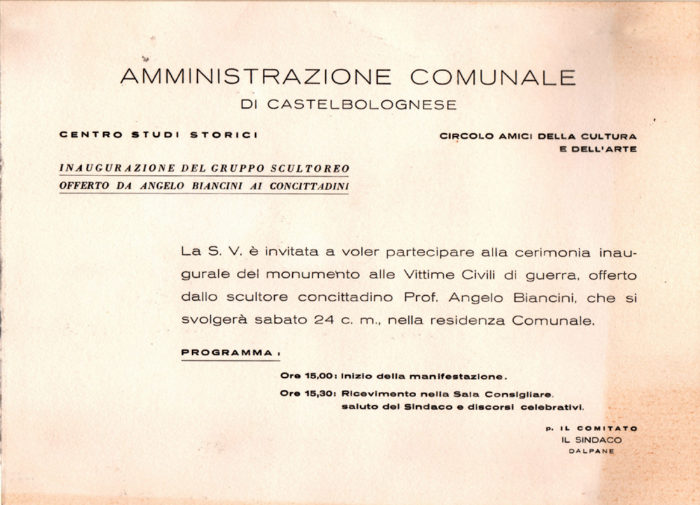 AMMINISTRAZIONE COMUNALE
DI CASTELBOLOGNESE
CENTRO STUDI STORICI
CIRCOLO AMICI DELLA CULTURA
E DELL'ARTE
INAUGURAZIONE DEL GRUPPO SCULTOREO
OFFERTO DA ANGELO BIANCINI AI CONCITTADINI
La S. V. è invitata a voler partecipare alla cerimonia inau-
gurale del monumento alle Vittime Civili di guerra, offerto
dallo scultore concittadino Prof. Angelo Biancini, che si
svolgerà sabato 24 c. m., nella residenza Comunale.
PROGRAMMA :
Ore 15,00: Inizio della manifestazione.
Ore 15,30: Ricevimento nella Sala Consigliare,
saluto del Sindaco e discorsi celebrativi.
p. IL COMITATO
IL SINDACO
DALPANE